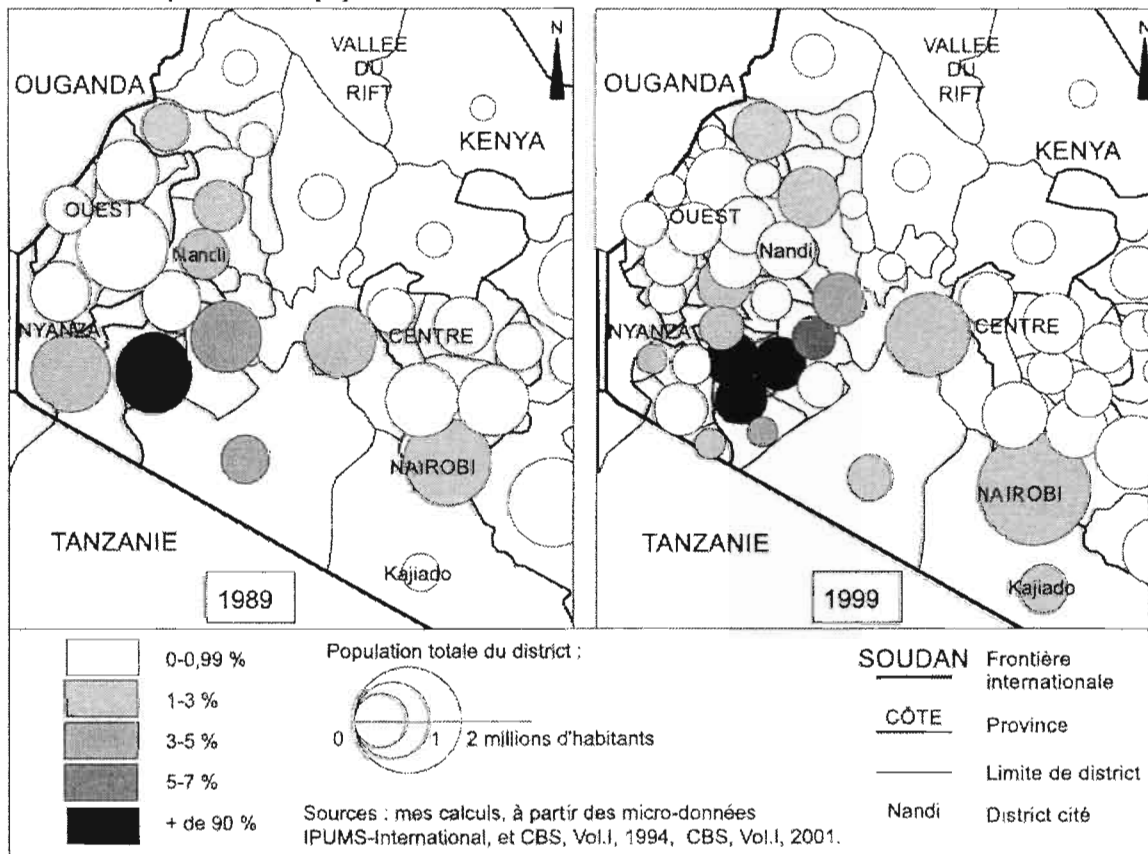 VALLEE
DU
RIFT
N
OUGANDA
KENYA
OUEST
Nandi
NYANZA
CENTRE
NAIROBI
TANZANIE
Kajiado
1989
VALLEE
DU
RIFT
N
OUGANDA
KENYA
OUEST
Nandi
NYANZA
CENTRE
NAIROBI
TANZANIE
Kajiado
1999
0-0,99 %
1-3 %
3-5 %
5-7 %
+ de 90 %
Population totale du district :
0 1 2 millions d'habitants
Sources : mes calculs, à partir des micro-données
IPUMS-International, et CBS, Vol.I, 1994, CBS, Vol.I, 2001.
SOUDAN Frontière
internationale
CÔTE Province
Limite de district
Nandi District cité